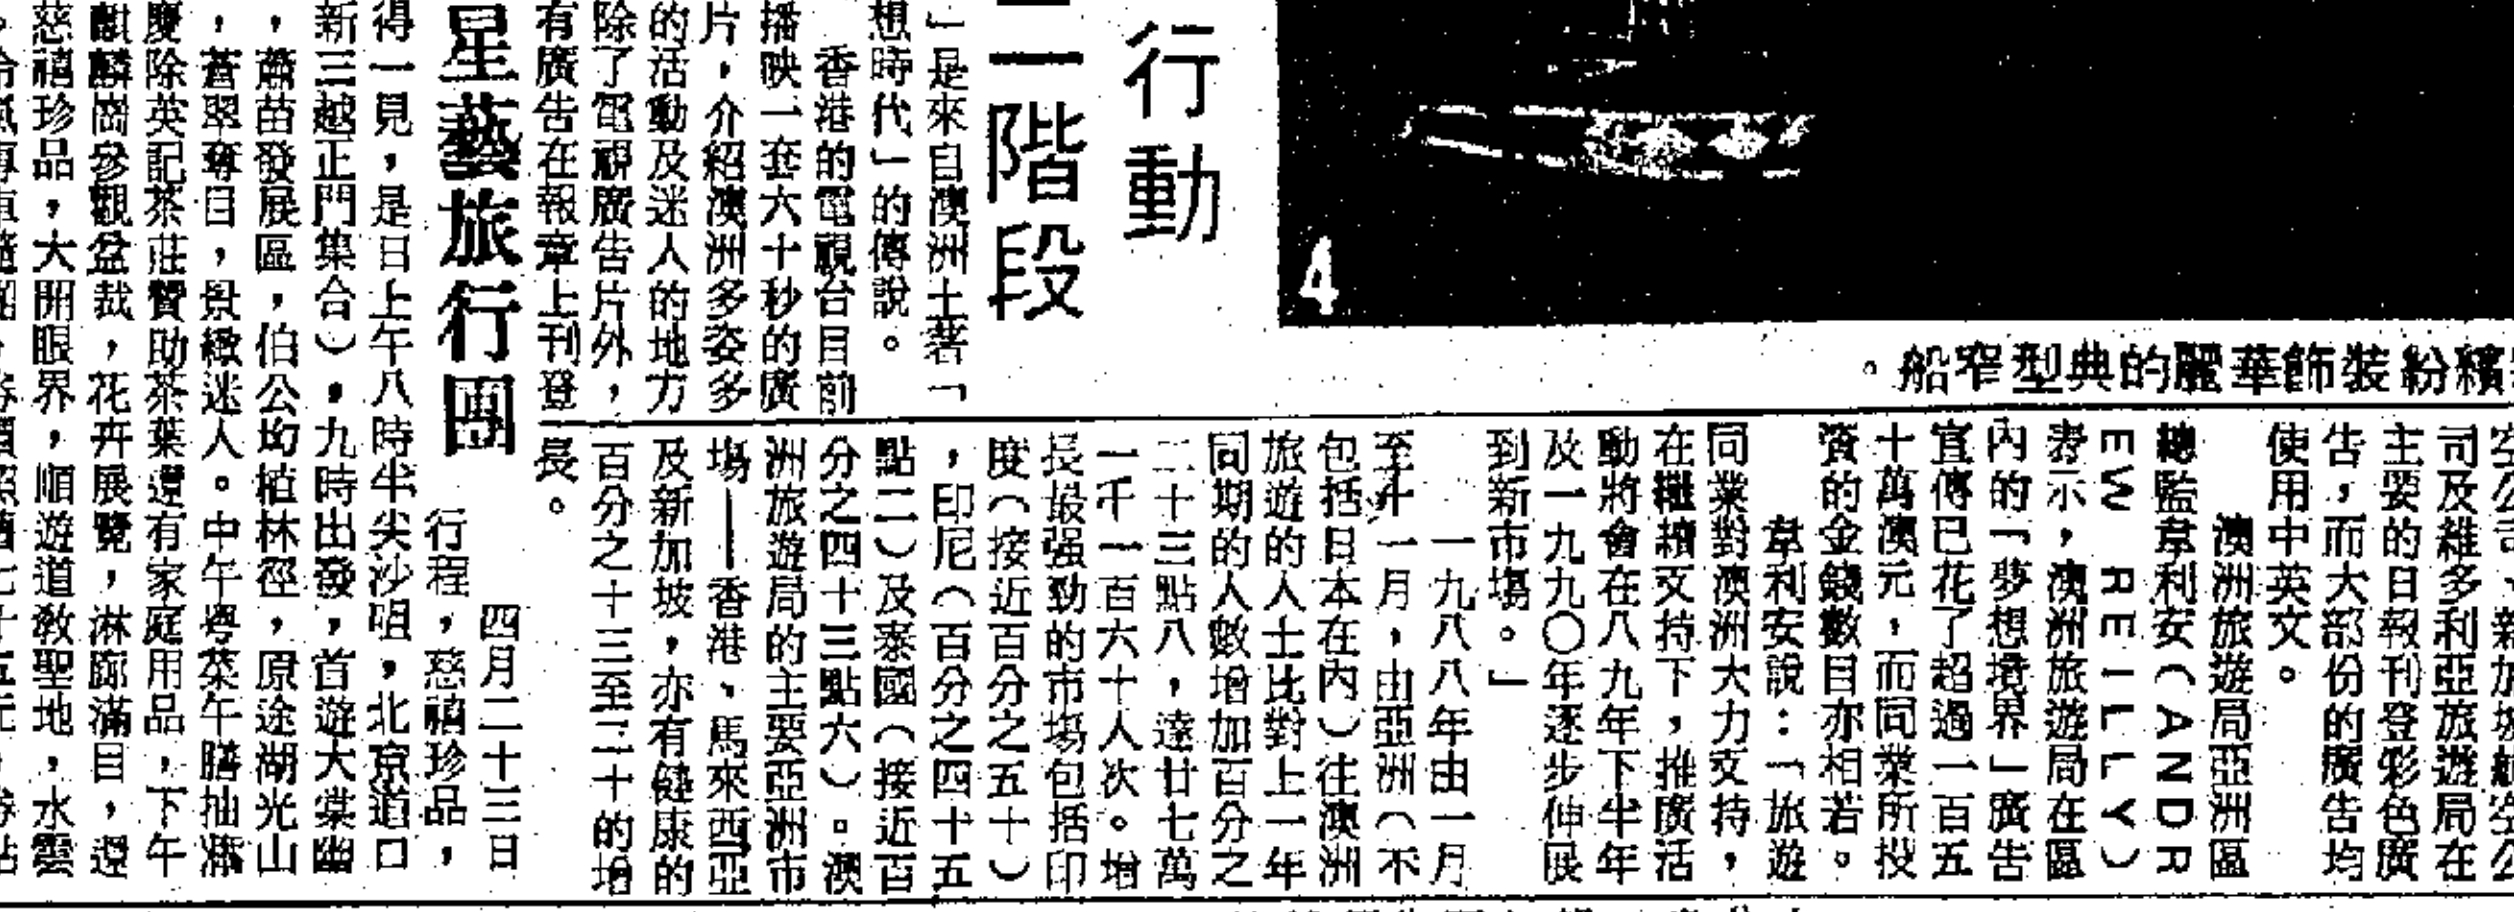 4
船窄型典的麗華飾裝紛繽
行動
二階段
」是來自澳洲土著「
想時代」的傳說。
香港的電視台目前
播映一套六十秒的廣
片，介紹澳洲多姿多
的活動及迷人的地方
除了電視廣告片外，
有廣告在報章上刊登
司及維多利亞旅遊局在
主要的日報刊登彩色廣
告，而大部份的廣告均
使用中英文。
澳洲旅遊局亞洲區
總監韋利安（ANDR
EW REILLY）
表示，澳洲旅遊局在區
內的「夢想境界」廣告
宣傳已花了超過一百五
十萬澳元，而同業所投
資的金錢數目亦相若。
韋利安說：「旅遊
同業對澳洲大力支持，
在繼續支持下，推廣活
動將會在八九年下半年
及一九九〇年逐步伸展
到新市場。」
一九八八年由一月
至十一月，由亞洲（不
包括日本在內）往澳洲
旅遊的人士比對上一年
同期的人數增加百分之
二十三點八，達廿七萬
一千一百六十人次。增
長最强勁的市場包括印
度（接近百分之五十）
，印尼（百分之四十五
點二）及泰國（接近百
分之四十三點六）。澳
洲旅遊局的主要亞洲市
場——香港、馬來西亞
及新加坡，亦有健康的
百分之十三至三十的增
長。
星藝旅行團
四月二十三日
行程，慈禧珍品，
得一見，是日上午八時半尖沙咀，北京道口
新三越正門集合），九時出發，首遊大棠幽
，蕭苗發展區，伯公坳植林徑，原途湖光山
，蒼翠奪目，景緻迷人。中午粵菜午膳抽獎
慶除英記茶莊贊助茶葉還有家庭用品，下午
麒麟崗參觀盆栽，花卉展覽，淋瑯滿目，還
慈禧珍品，大開眼界，順遊道教聖地，水雲